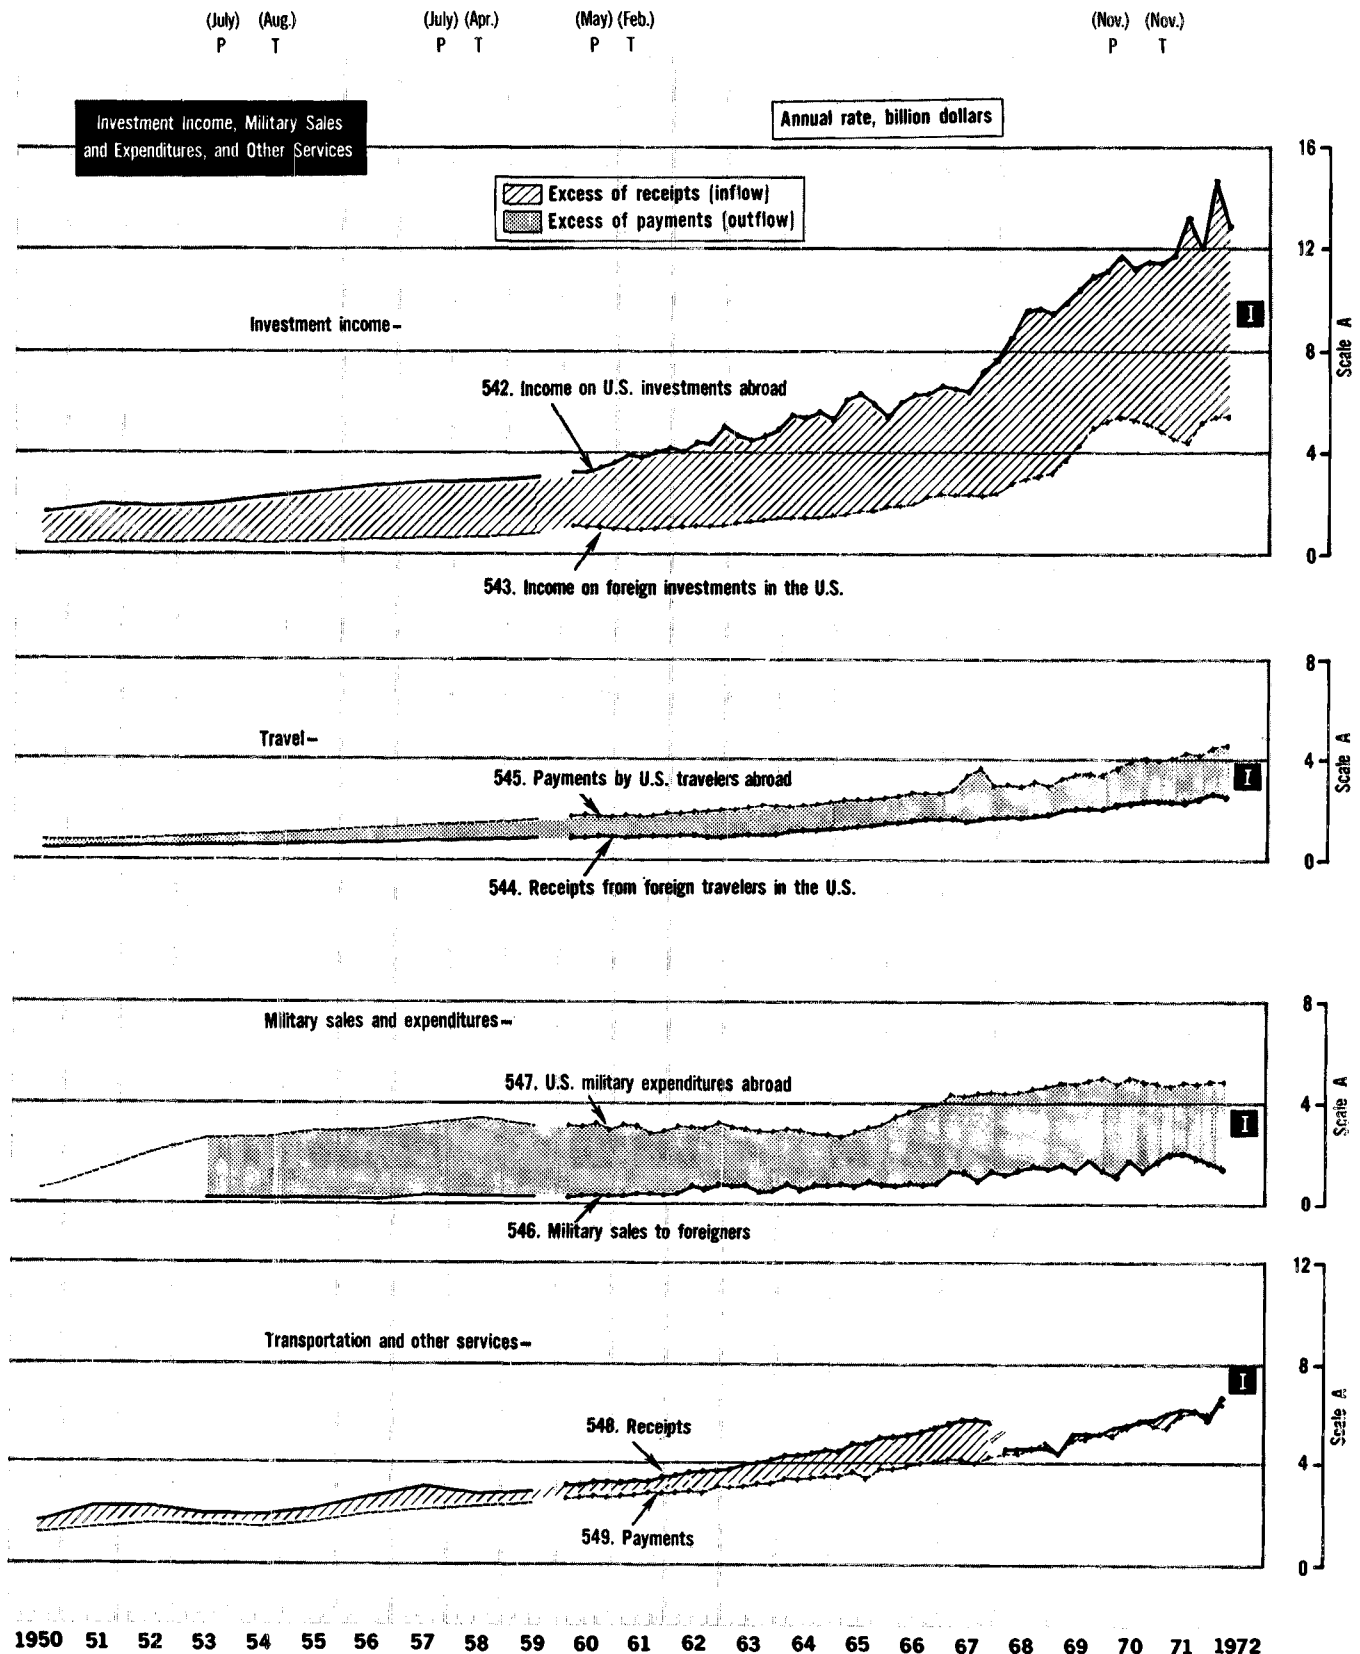 (July) (Aug.) (July) (Apr.) (May) (Feb.) (Nov.) (Nov.)
P T P T P T P T
Investment Income, Military Sales
and Expenditures, and Other Services
Annual rate, billion dollars
Excess of receipts (inflow)
Excess of payments (outflow)
16
12
8
4
0
Scale A
I
Investment income–
542. Income on U.S. investments abroad
543. Income on foreign investments in the U.S.
8
4
0
Scale A
I
Travel–
545. Payments by U.S. travelers abroad
544. Receipts from foreign travelers in the U.S.
8
4
0
Scale A
I
Military sales and expenditures–
547. U.S. military expenditures abroad
546. Military sales to foreigners
12
8
4
0
Scale A
I
Transportation and other services–
548. Receipts
549. Payments
1950 51 52 53 54 55 56 57 58 59 60 61 62 63 64 65 66 67 68 69 70 71 1972